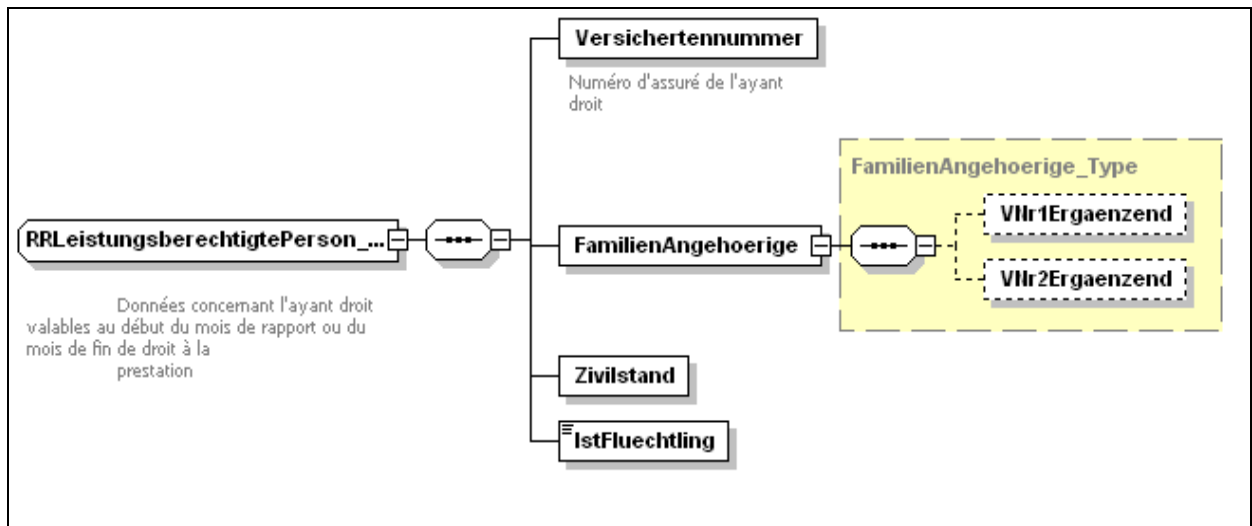 Versichertennummer
Numéro d'assuré de l'ayant
droit
FamilienAngehoerige_Type
VNr1Ergaenzend
RRLeistungsberechtigtePerson_...
FamilienAngehoerige
VNr2Ergaenzend
Données concernant l'ayant droit
valables au début du mois de rapport ou du
mois de fin de droit à la
prestation
Zivilstand
IstFluechtling